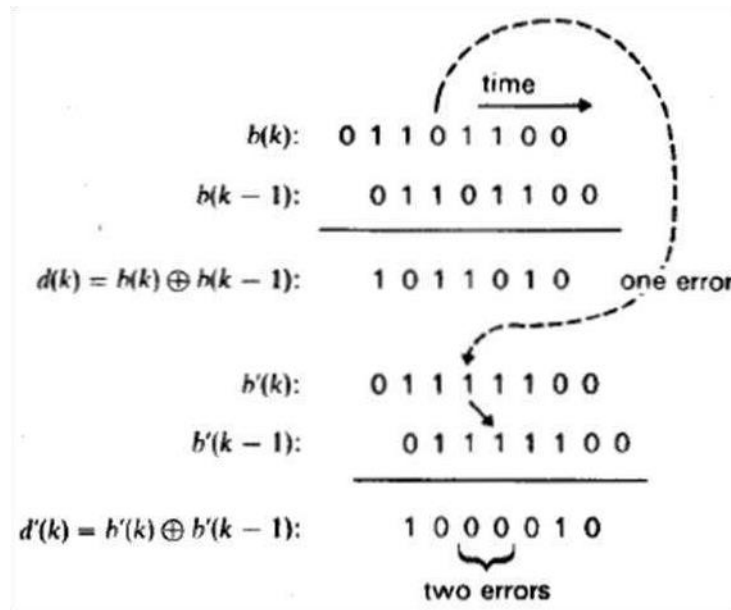 time
b(k): 0 1 1 0 1 1 0 0
b(k − 1): 0 1 1 0 1 1 0 0
d(k) = b(k) ⊕ b(k − 1): 1 0 1 1 0 1 0 one error
b′(k): 0 1 1 1 1 1 0 0
b′(k − 1): 0 1 1 1 1 1 0 0
d′(k) = b′(k) ⊕ b′(k − 1): 1 0 0 0 0 1 0
two errors